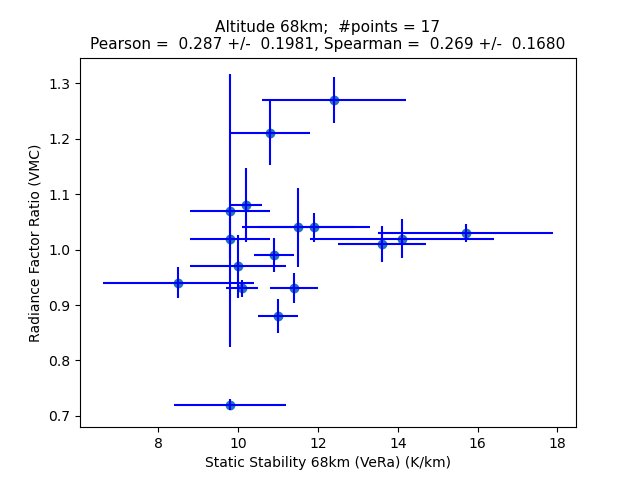 Altitude 68km;  #points = 17
Pearson =  0.287 +/-  0.1981, Spearman =  0.269 +/-  0.1680
Radiance Factor Ratio (VMC)
1.3
1.2
1.1
1.0
0.9
0.8
0.7
8 10 12 14 16 18
Static Stability 68km (VeRa) (K/km)